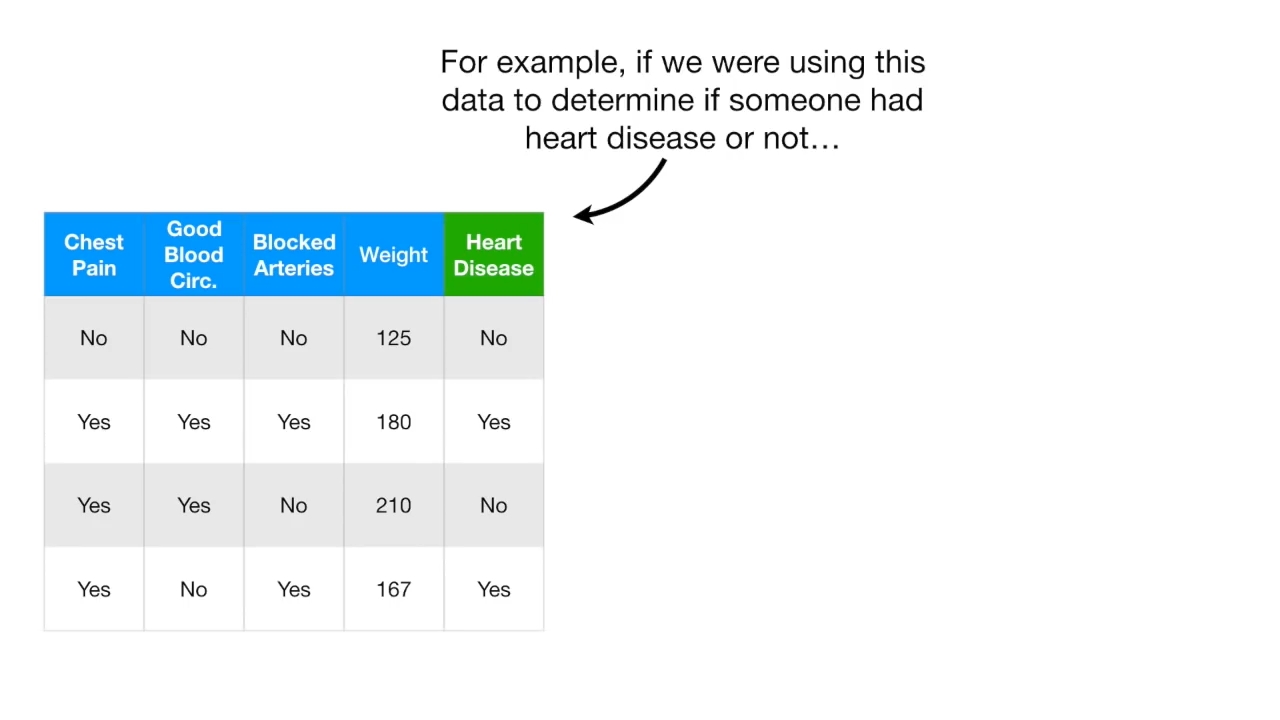 For example, if we were using this
data to determine if someone had
heart disease or not…
Chest Pain Good Blood Circ. Blocked Arteries Weight Heart Disease
No No No 125 No
Yes Yes Yes 180 Yes
Yes Yes No 210 No
Yes No Yes 167 Yes